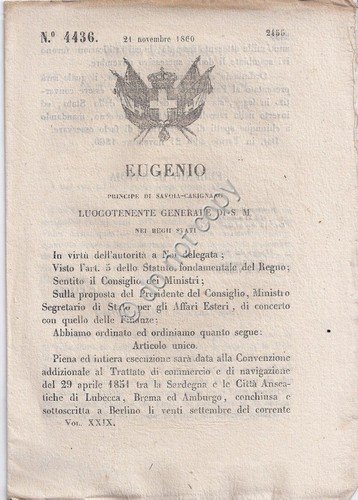 N.º 4436.
21 novembre 1860
2455
EUGENIO
PRINCIPE DI SAVOIA-CARIGNANO
LUOGOTENENTE GENERALE DI S. M.
NEI REGII STATI
In virtù dell'autorità a Noi delegata;
Visto l'art. 5 dello Statuto fondamentale del Regno;
Sentito il Consiglio dei Ministri;
Sulla proposta del Presidente del Consiglio, Ministro
Segretario di Stato per gli Affari Esteri, di concerto
con quello delle Finanze;
Abbiamo ordinato ed ordiniamo quanto segue:
Articolo unico.
Piena ed intiera esecuzione sarà data alla Convenzione
addizionale al Trattato di commercio e di navigazione
del 29 aprile 1851 tra la Sardegna e le Città Ansea-
tiche di Lubecca, Brema ed Amburgo, conchiusa e
sottoscritta a Berlino li venti settembre del corrente
Vol. XXIX.
do not copy